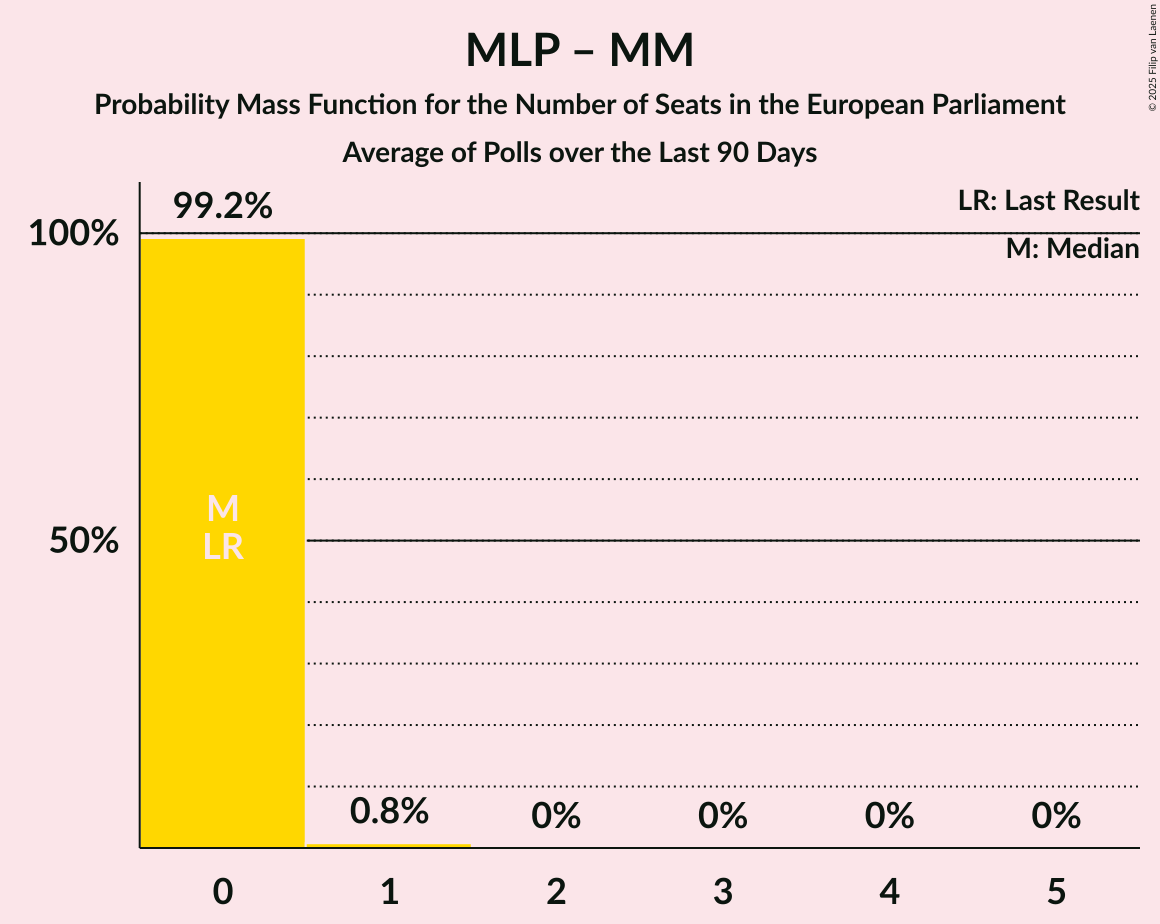 MLP – MM
Probability Mass Function for the Number of Seats in the European Parliament
Average of Polls over the Last 90 Days
© 2025 Filip van Laenen
LR: Last Result
M: Median
99.2%
100%
M
LR
50%
0.8%
0%
0%
0%
0%
0
1
2
3
4
5